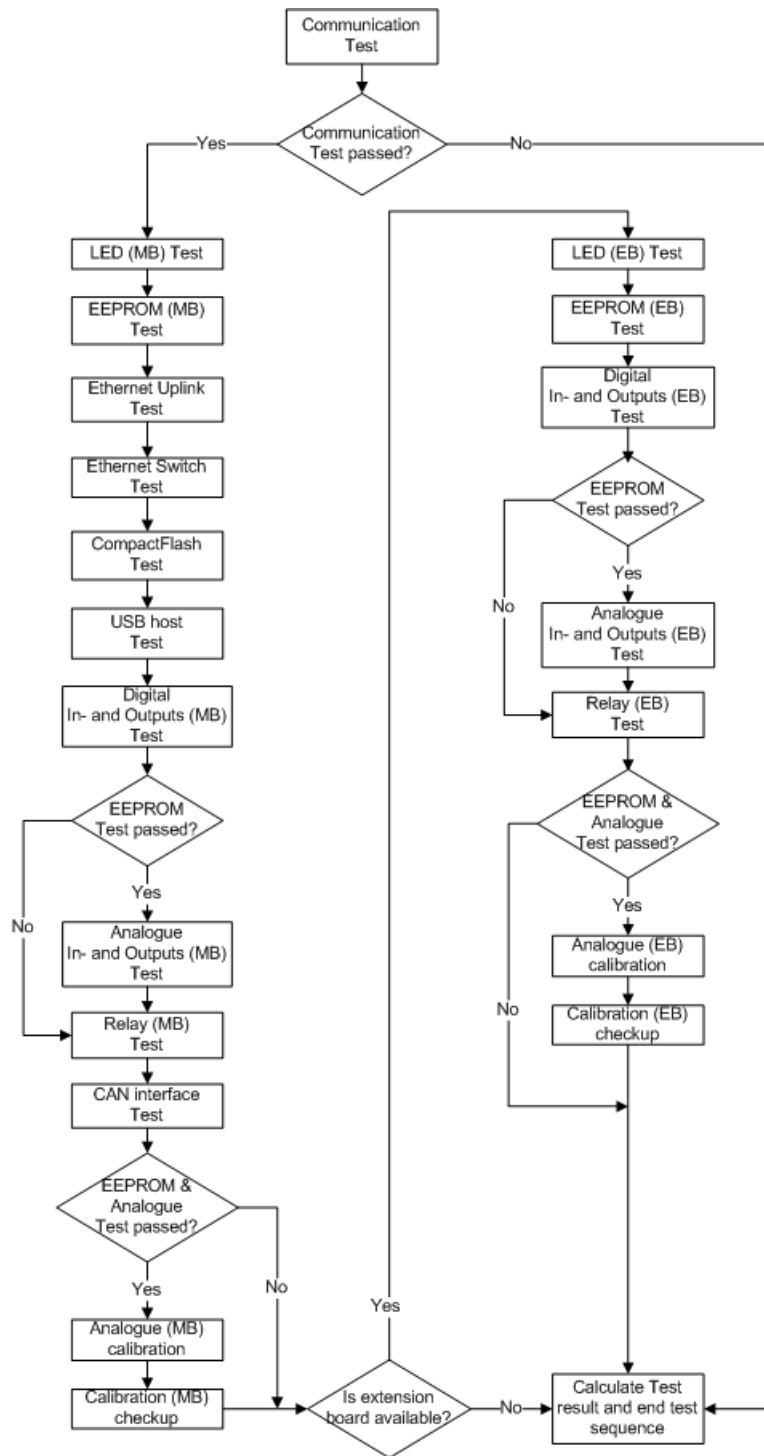 Communication
Test
Communication
Test passed?
Yes
No
LED (MB) Test
EEPROM (MB)
Test
Ethernet Uplink
Test
Ethernet Switch
Test
CompactFlash
Test
USB host
Test
Digital
In- and Outputs (MB)
Test
EEPROM
Test passed?
Yes
No
Analogue
In- and Outputs (MB)
Test
Relay (MB)
Test
CAN interface
Test
EEPROM &
Analogue
Test passed?
Yes
No
Analogue (MB)
calibration
Calibration (MB)
checkup
Is extension
board available?
Yes
No
LED (EB) Test
EEPROM (EB)
Test
Digital
In- and Outputs (EB)
Test
EEPROM
Test passed?
Yes
No
Analogue
In- and Outputs (EB)
Test
Relay (EB)
Test
EEPROM &
Analogue
Test passed?
Yes
No
Analogue (EB)
calibration
Calibration (EB)
checkup
Calculate Test
result and end test
sequence